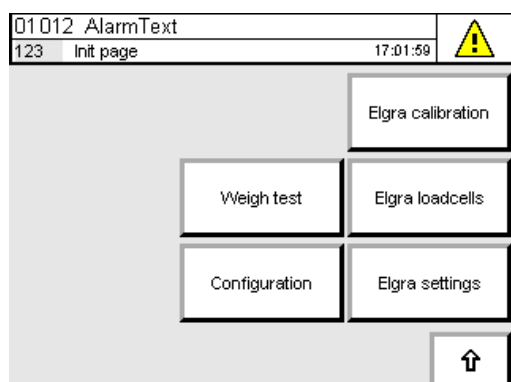 01012 AlarmText
123 Init page 17:01:59
Elgra calibration
Weigh test Elgra loadcells
Configuration Elgra settings